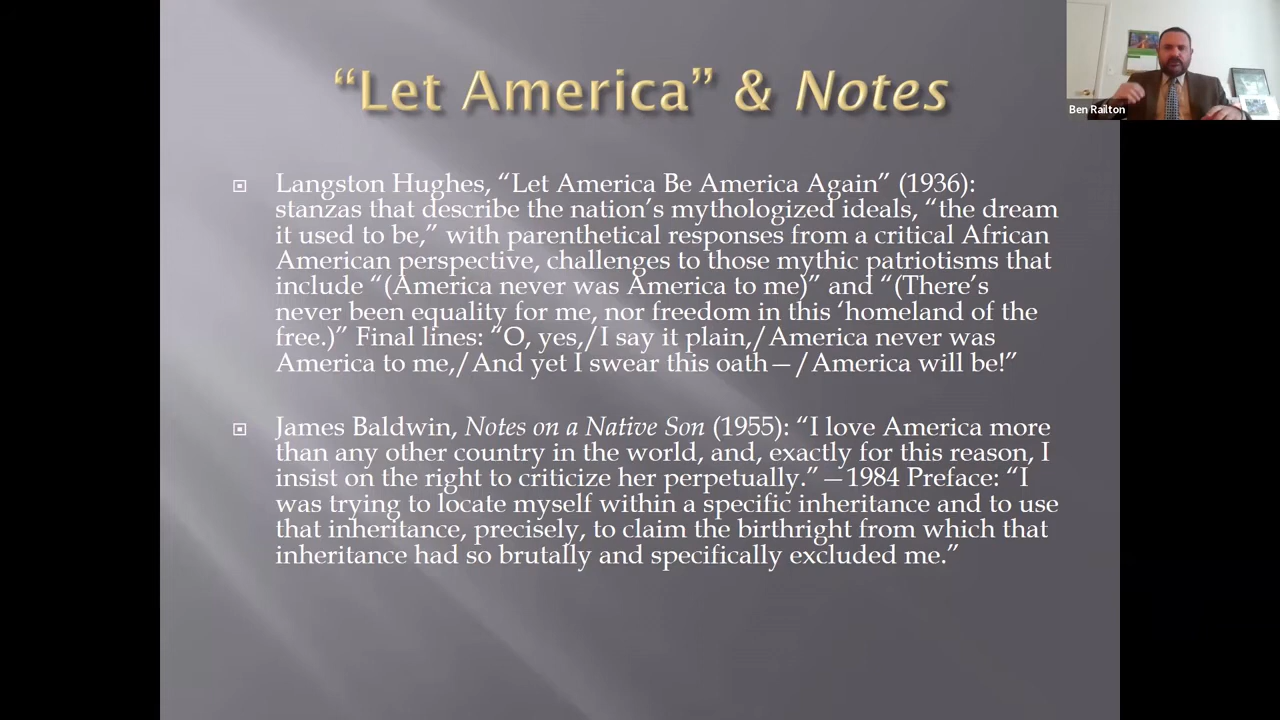 “Let America” & Notes
Ben Railton
Langston Hughes, “Let America Be America Again” (1936):
stanzas that describe the nation’s mythologized ideals, “the dream
it used to be,” with parenthetical responses from a critical African
American perspective, challenges to those mythic patriotisms that
include “(America never was America to me)” and “(There’s
never been equality for me, nor freedom in this ‘homeland of the
free.)” Final lines: “O, yes,/I say it plain,/America never was
America to me,/And yet I swear this oath—/America will be!”
James Baldwin, Notes on a Native Son (1955): “I love America more
than any other country in the world, and, exactly for this reason, I
insist on the right to criticize her perpetually.”—1984 Preface: “I
was trying to locate myself within a specific inheritance and to use
that inheritance, precisely, to claim the birthright from which that
inheritance had so brutally and specifically excluded me.”